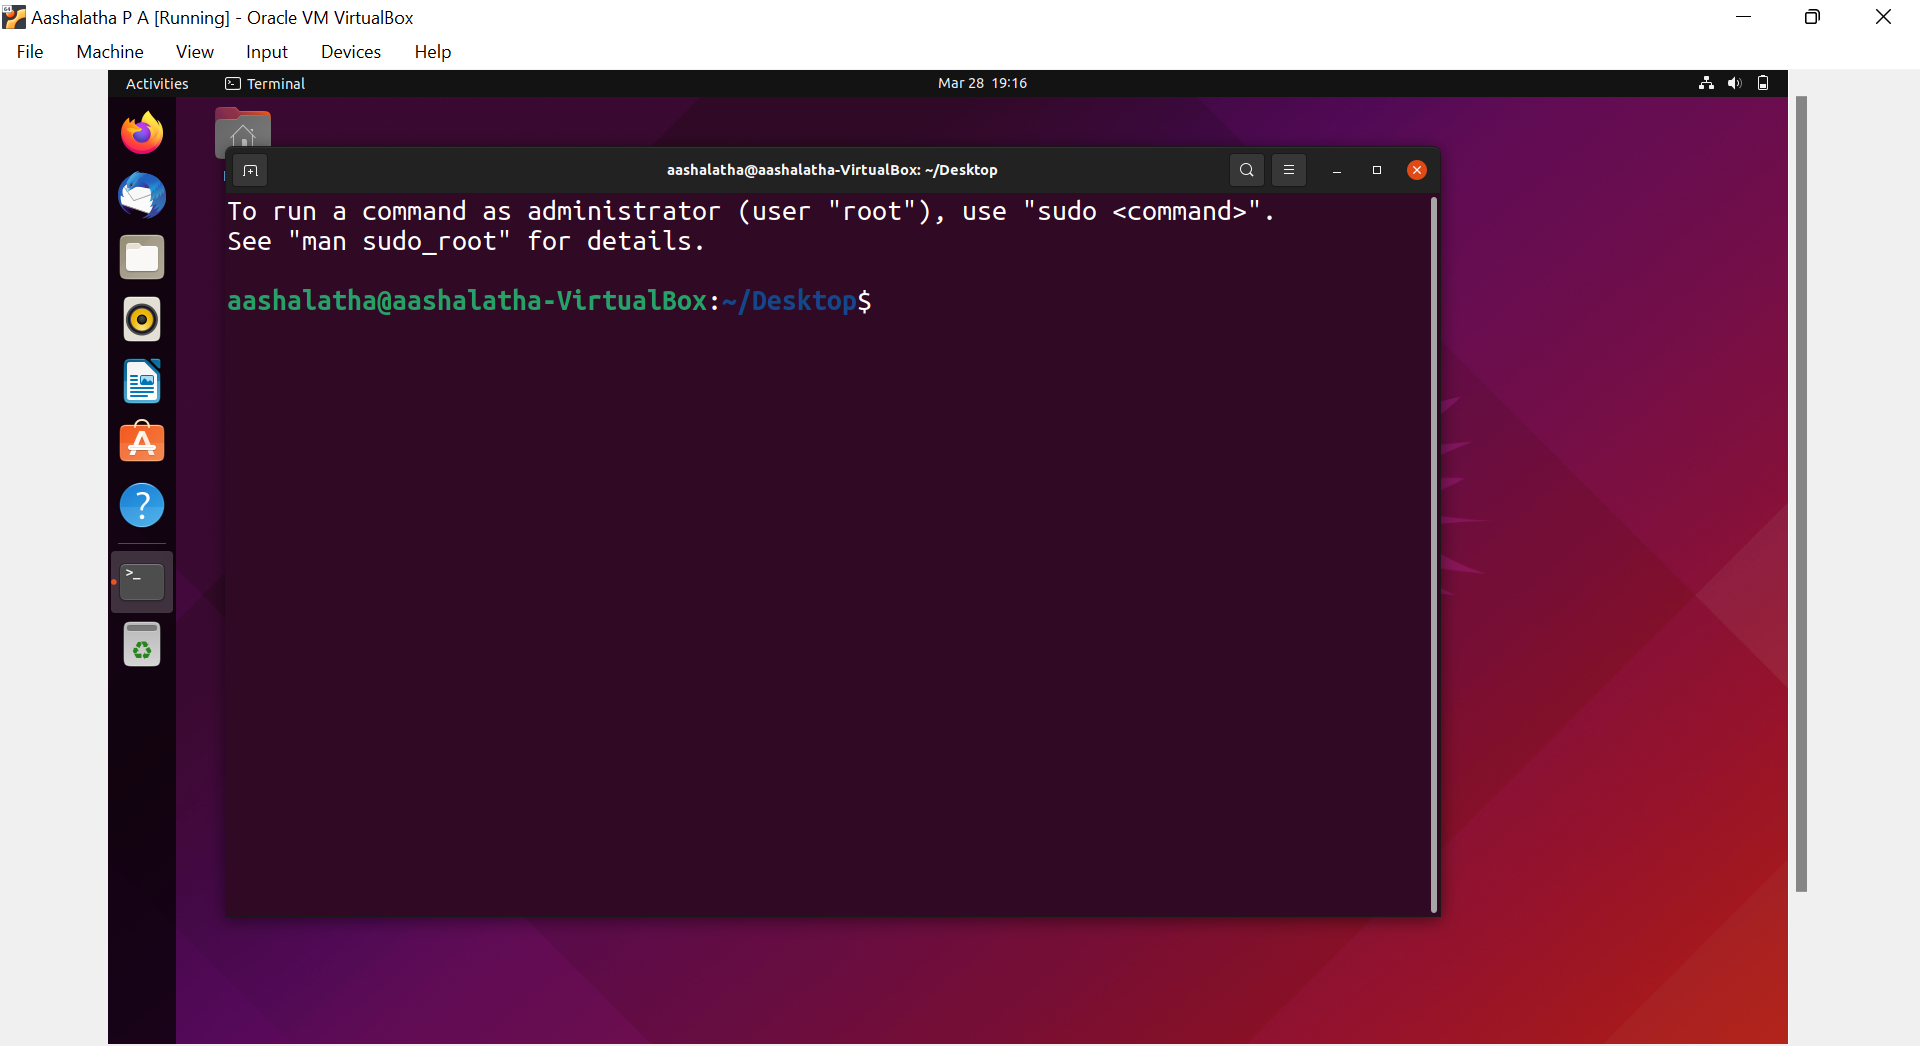 Aashalatha P A [Running] - Oracle VM VirtualBox
File Machine View Input Devices Help
Activities Terminal Mar 28 19:16
aashalatha@aashalatha-VirtualBox: ~/Desktop
To run a command as administrator (user "root"), use "sudo <command>".
See "man sudo_root" for details.
aashalatha@aashalatha-VirtualBox:~/Desktop$